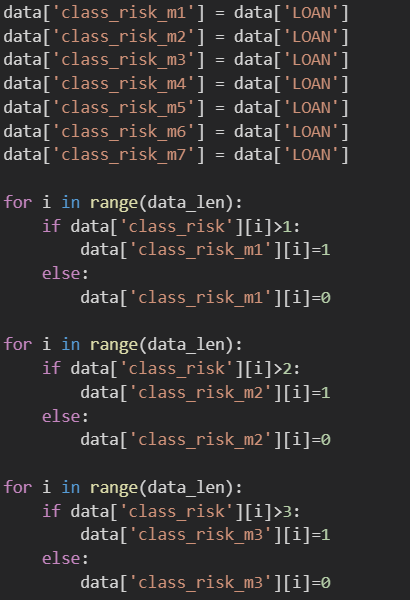 data['class_risk_m1'] = data['LOAN']
data['class_risk_m2'] = data['LOAN']
data['class_risk_m3'] = data['LOAN']
data['class_risk_m4'] = data['LOAN']
data['class_risk_m5'] = data['LOAN']
data['class_risk_m6'] = data['LOAN']
data['class_risk_m7'] = data['LOAN']

for i in range(data_len):
    if data['class_risk'][i]>1:
        data['class_risk_m1'][i]=1
    else:
        data['class_risk_m1'][i]=0

for i in range(data_len):
    if data['class_risk'][i]>2:
        data['class_risk_m2'][i]=1
    else:
        data['class_risk_m2'][i]=0

for i in range(data_len):
    if data['class_risk'][i]>3:
        data['class_risk_m3'][i]=1
    else:
        data['class_risk_m3'][i]=0